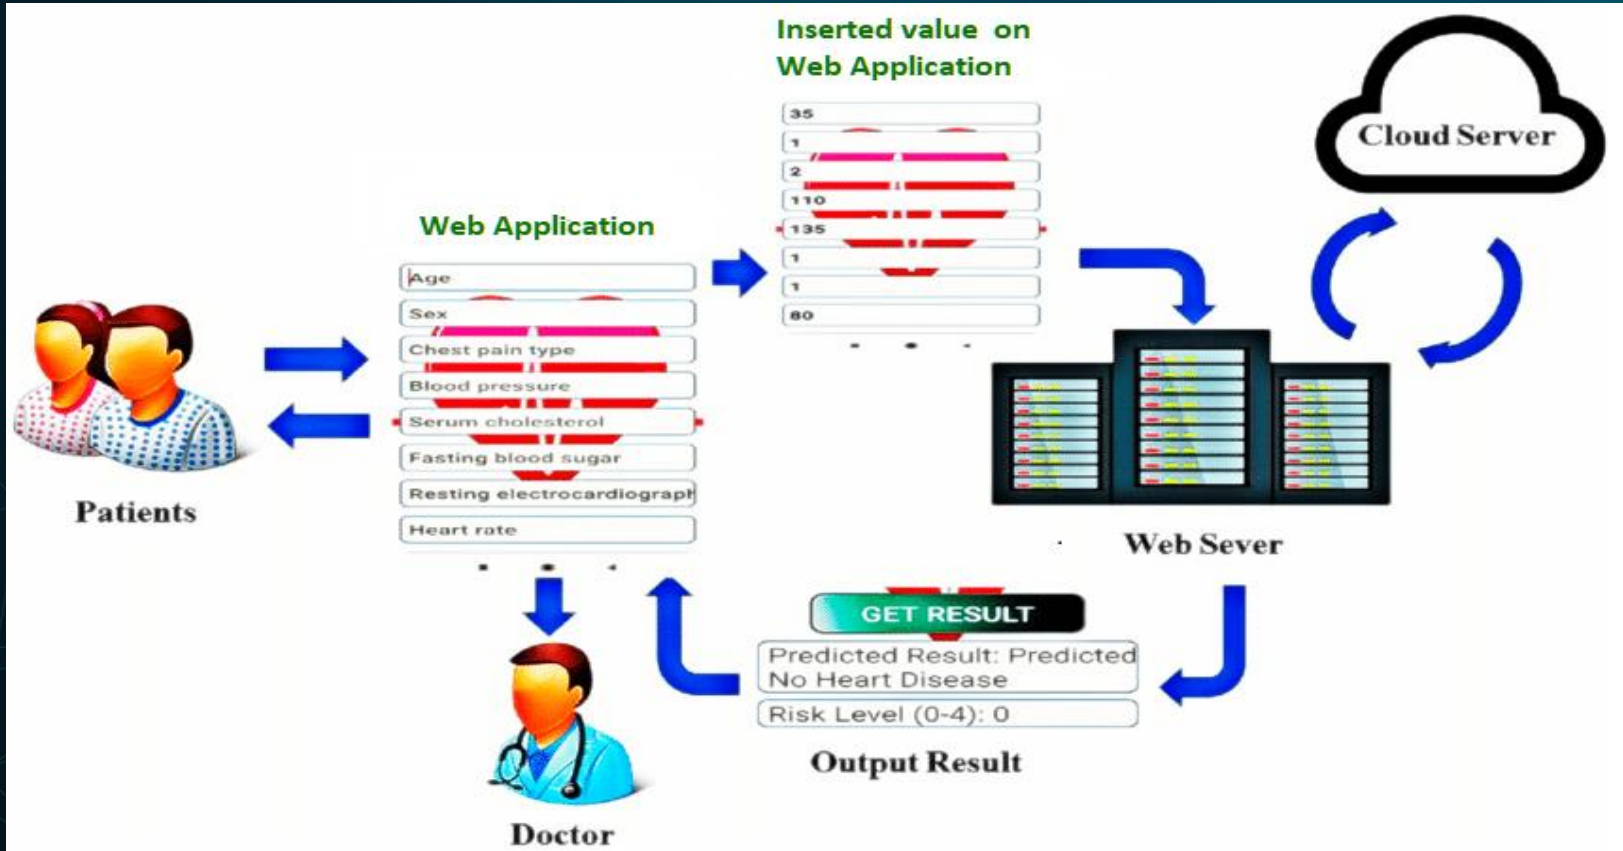 Inserted value on
Web Application
35
1
2
110
135
1
1
80
Cloud Server
Web Application
Age
Sex
Chest pain type
Blood pressure
Serum cholesterol
Fasting blood sugar
Resting electrocardiograph
Heart rate
Patients
Web Sever
GET RESULT
Predicted Result: Predicted
No Heart Disease
Risk Level (0-4): 0
Output Result
Doctor